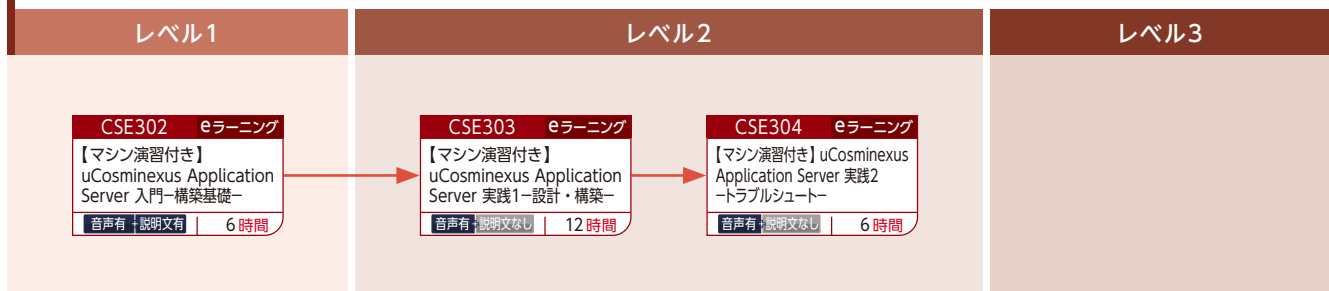 レベル1
レベル2
レベル3
CSE302 eラーニング
【マシン演習付き】
uCosminexus Application
Server 入門−構築基礎−
音声有+説明文有 | 6時間
CSE303 eラーニング
【マシン演習付き】
uCosminexus Application
Server 実践1−設計・構築−
音声有+説明文なし | 12時間
CSE304 eラーニング
【マシン演習付き】uCosminexus
Application Server 実践2
−トラブルシュート−
音声有+説明文なし | 6時間